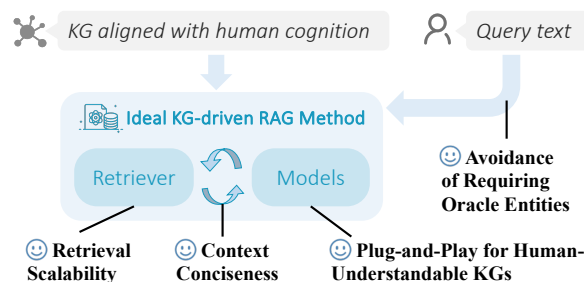 KG aligned with human cognition
Query text
Ideal KG-driven RAG Method
Retriever
Models
Avoidance
of Requiring
Oracle Entities
Retrieval
Scalability
Context
Conciseness
Plug-and-Play for Human-
Understandable KGs